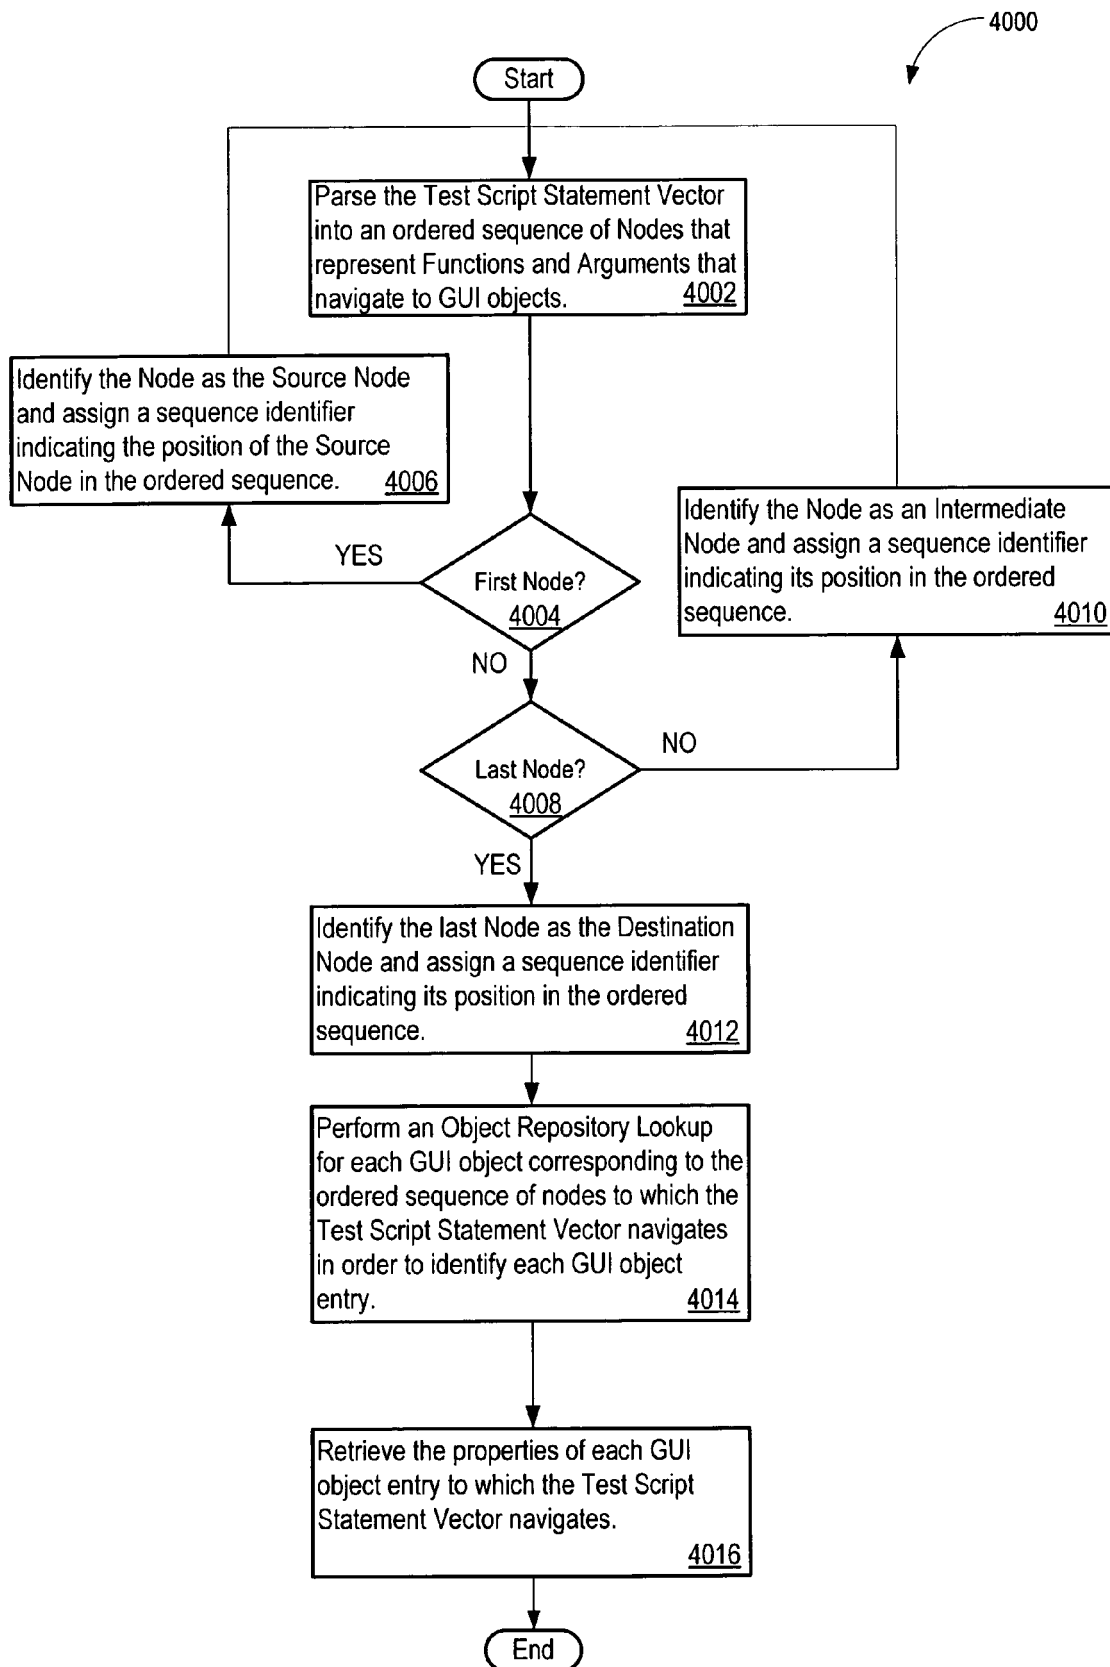 4000
Start
Parse the Test Script Statement Vector
into an ordered sequence of Nodes that
represent Functions and Arguments that
navigate to GUI objects.
4002
Identify the Node as the Source Node
and assign a sequence identifier
indicating the position of the Source
Node in the ordered sequence.
4006
YES
First Node?
4004
Identify the Node as an Intermediate
Node and assign a sequence identifier
indicating its position in the ordered
sequence.
4010
NO
Last Node?
4008
NO
YES
Identify the last Node as the Destination
Node and assign a sequence identifier
indicating its position in the ordered
sequence.
4012
Perform an Object Repository Lookup
for each GUI object corresponding to the
ordered sequence of nodes to which the
Test Script Statement Vector navigates
in order to identify each GUI object
entry.
4014
Retrieve the properties of each GUI
object entry to which the Test Script
Statement Vector navigates.
4016
End